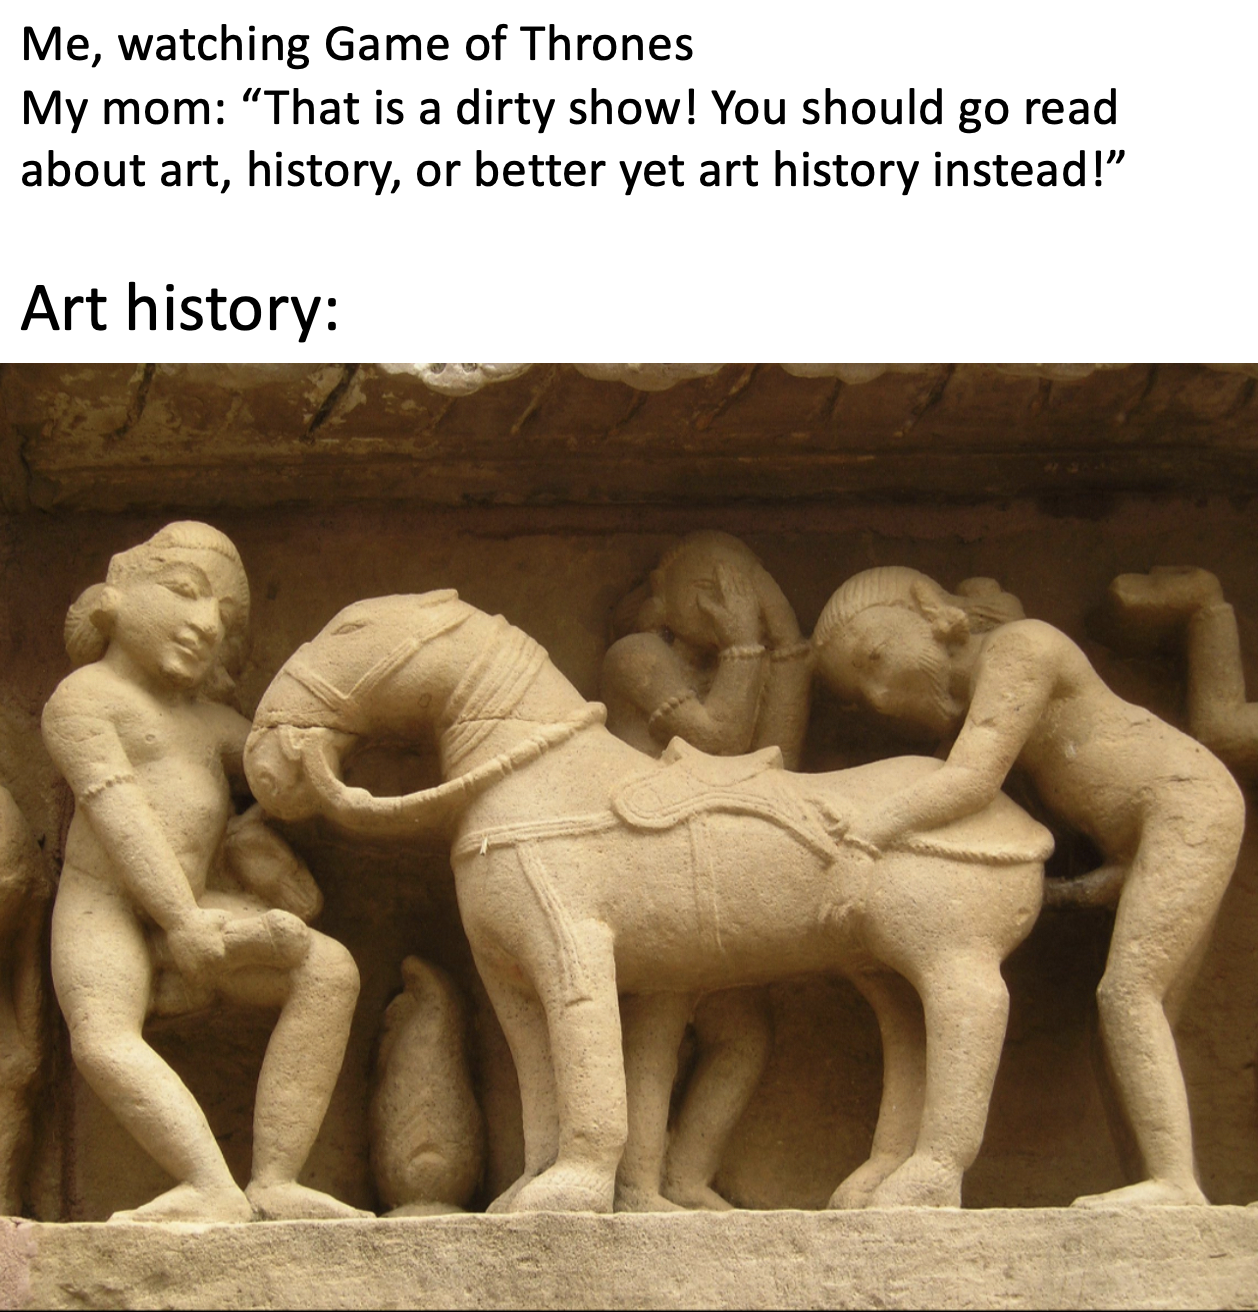 Me, watching Game of Thrones
My mom: “That is a dirty show! You should go read
about art, history, or better yet art history instead!”
Art history: